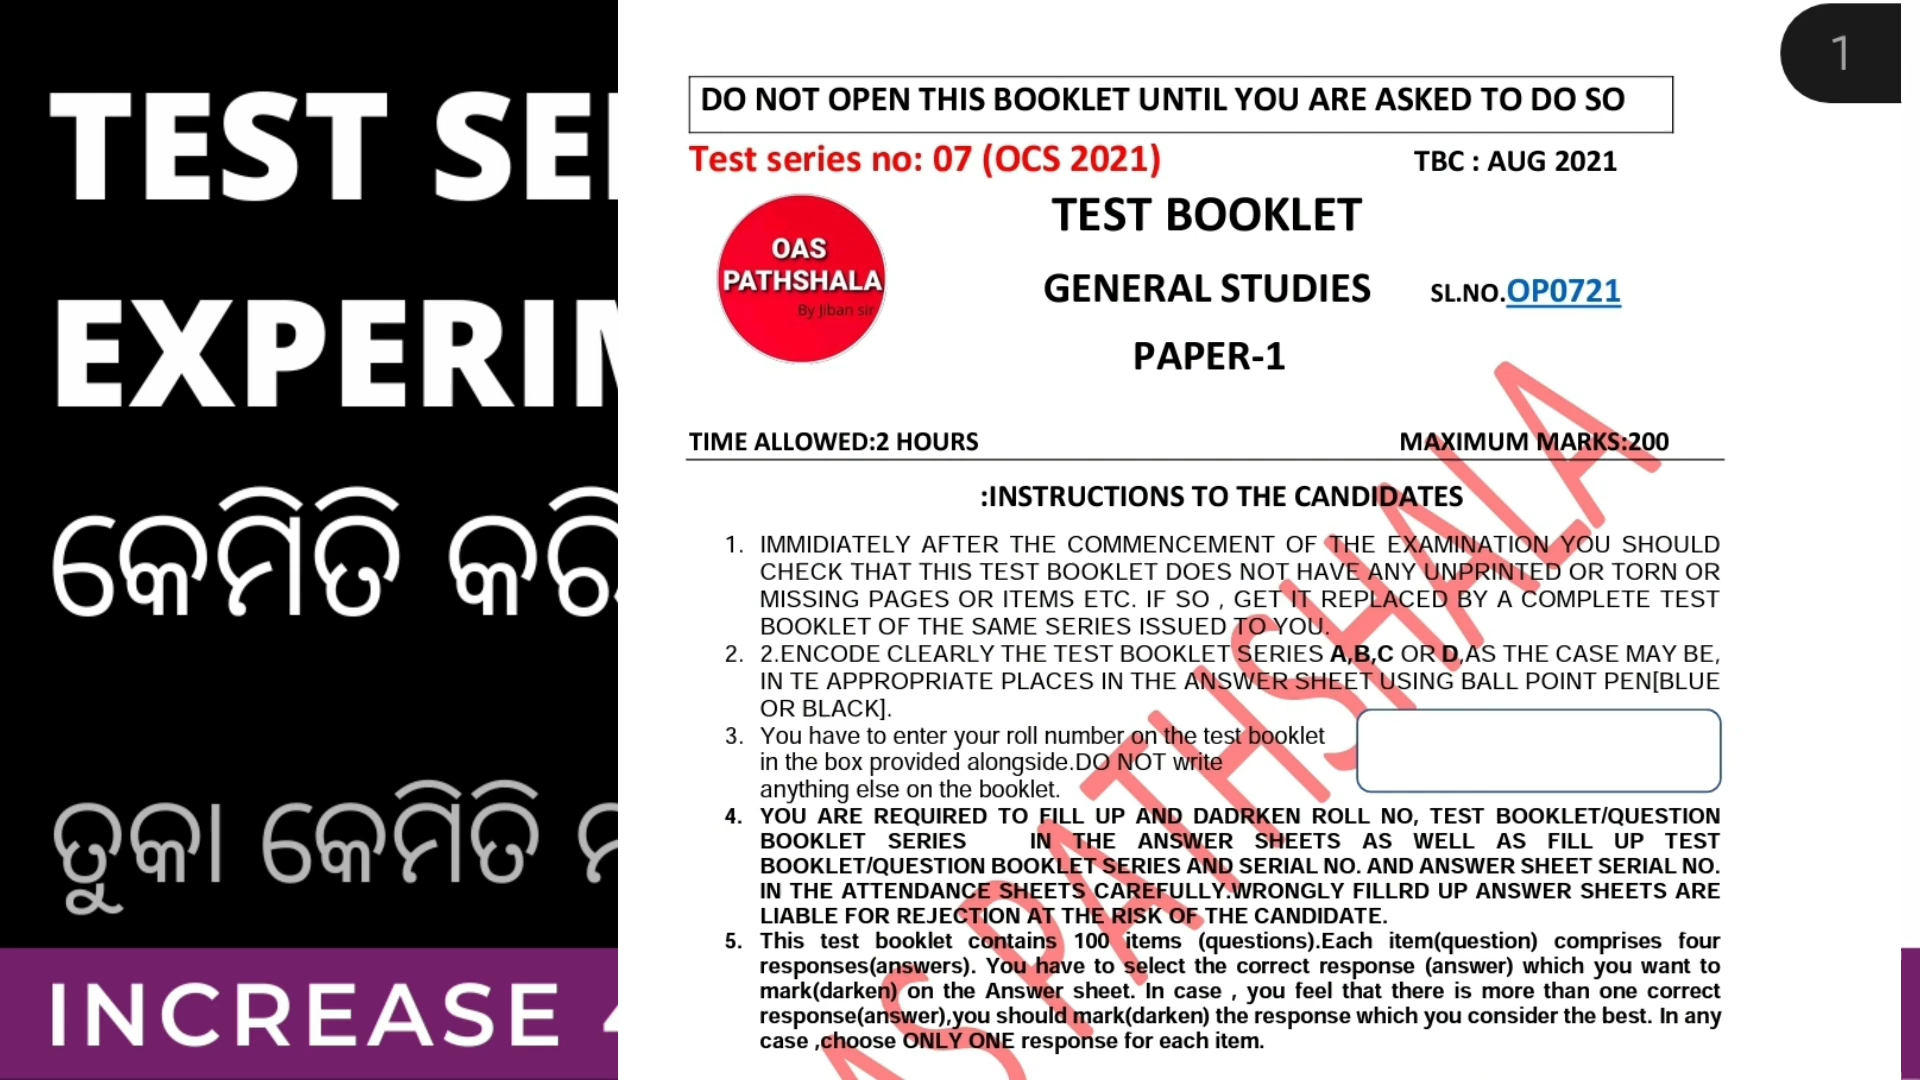 TEST
EXPERIM
କେମିତି
ତୁକା କେମିତି
INCREASE
1
DO NOT OPEN THIS BOOKLET UNTIL YOU ARE ASKED TO DO SO
Test series no: 07 (OCS 2021) TBC : AUG 2021
OAS
PATHSHALA
By Jiban sir
TEST BOOKLET
GENERAL STUDIES SL.NO.OP0721
PAPER-1
TIME ALLOWED:2 HOURS MAXIMUM MARKS:200
:INSTRUCTIONS TO THE CANDIDATES
1. IMMIDIATELY AFTER THE COMMENCEMENT OF THE EXAMINATION YOU SHOULD
CHECK THAT THIS TEST BOOKLET DOES NOT HAVE ANY UNPRINTED OR TORN OR
MISSING PAGES OR ITEMS ETC. IF SO , GET IT REPLACED BY A COMPLETE TEST
BOOKLET OF THE SAME SERIES ISSUED TO YOU.
2. 2.ENCODE CLEARLY THE TEST BOOKLET SERIES A,B,C OR D,AS THE CASE MAY BE,
IN TE APPROPRIATE PLACES IN THE ANSWER SHEET USING BALL POINT PEN[BLUE
OR BLACK].
3. You have to enter your roll number on the test booklet
in the box provided alongside.DO NOT write
anything else on the booklet.
4. YOU ARE REQUIRED TO FILL UP AND DADRKEN ROLL NO, TEST BOOKLET/QUESTION
BOOKLET SERIES IN THE ANSWER SHEETS AS WELL AS FILL UP TEST
BOOKLET/QUESTION BOOKLET SERIES AND SERIAL NO. AND ANSWER SHEET SERIAL NO.
IN THE ATTENDANCE SHEETS CAREFULLY.WRONGLY FILLRD UP ANSWER SHEETS ARE
LIABLE FOR REJECTION AT THE RISK OF THE CANDIDATE.
5. This test booklet contains 100 items (questions).Each item(question) comprises four
responses(answers). You have to select the correct response (answer) which you want to
mark(darken) on the Answer sheet. In case , you feel that there is more than one correct
response(answer),you should mark(darken) the response which you consider the best. In any
case ,choose ONLY ONE response for each item.
AS PATHSHALA